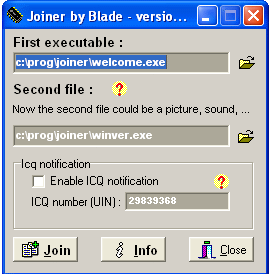 Joiner by Blade - versio...
First executable :
c:\prog\joiner\welcome.exe
Second file : ?
Now the second file could be a picture, sound, ...
c:\prog\joiner\winver.exe
Icq notification
Enable ICQ notification ?
ICQ number (UIN) : 29839368
Join
Info
Close